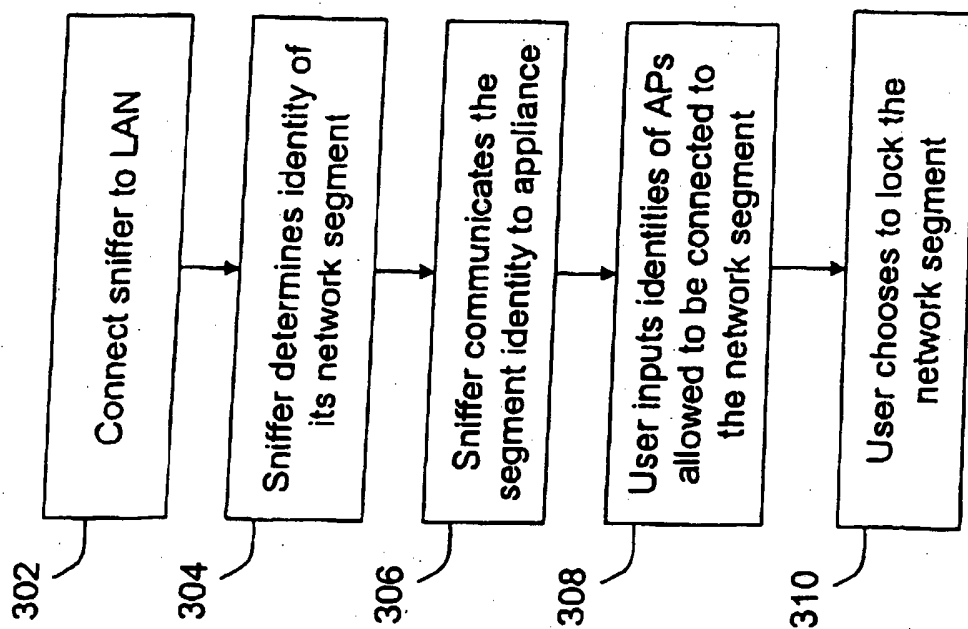 302
Connect sniffer to LAN
304
Sniffer determines identity of
its network segment
306
Sniffer communicates the
segment identity to appliance
308
User inputs identities of APs
allowed to be connected to
the network segment
310
User chooses to lock the
network segment